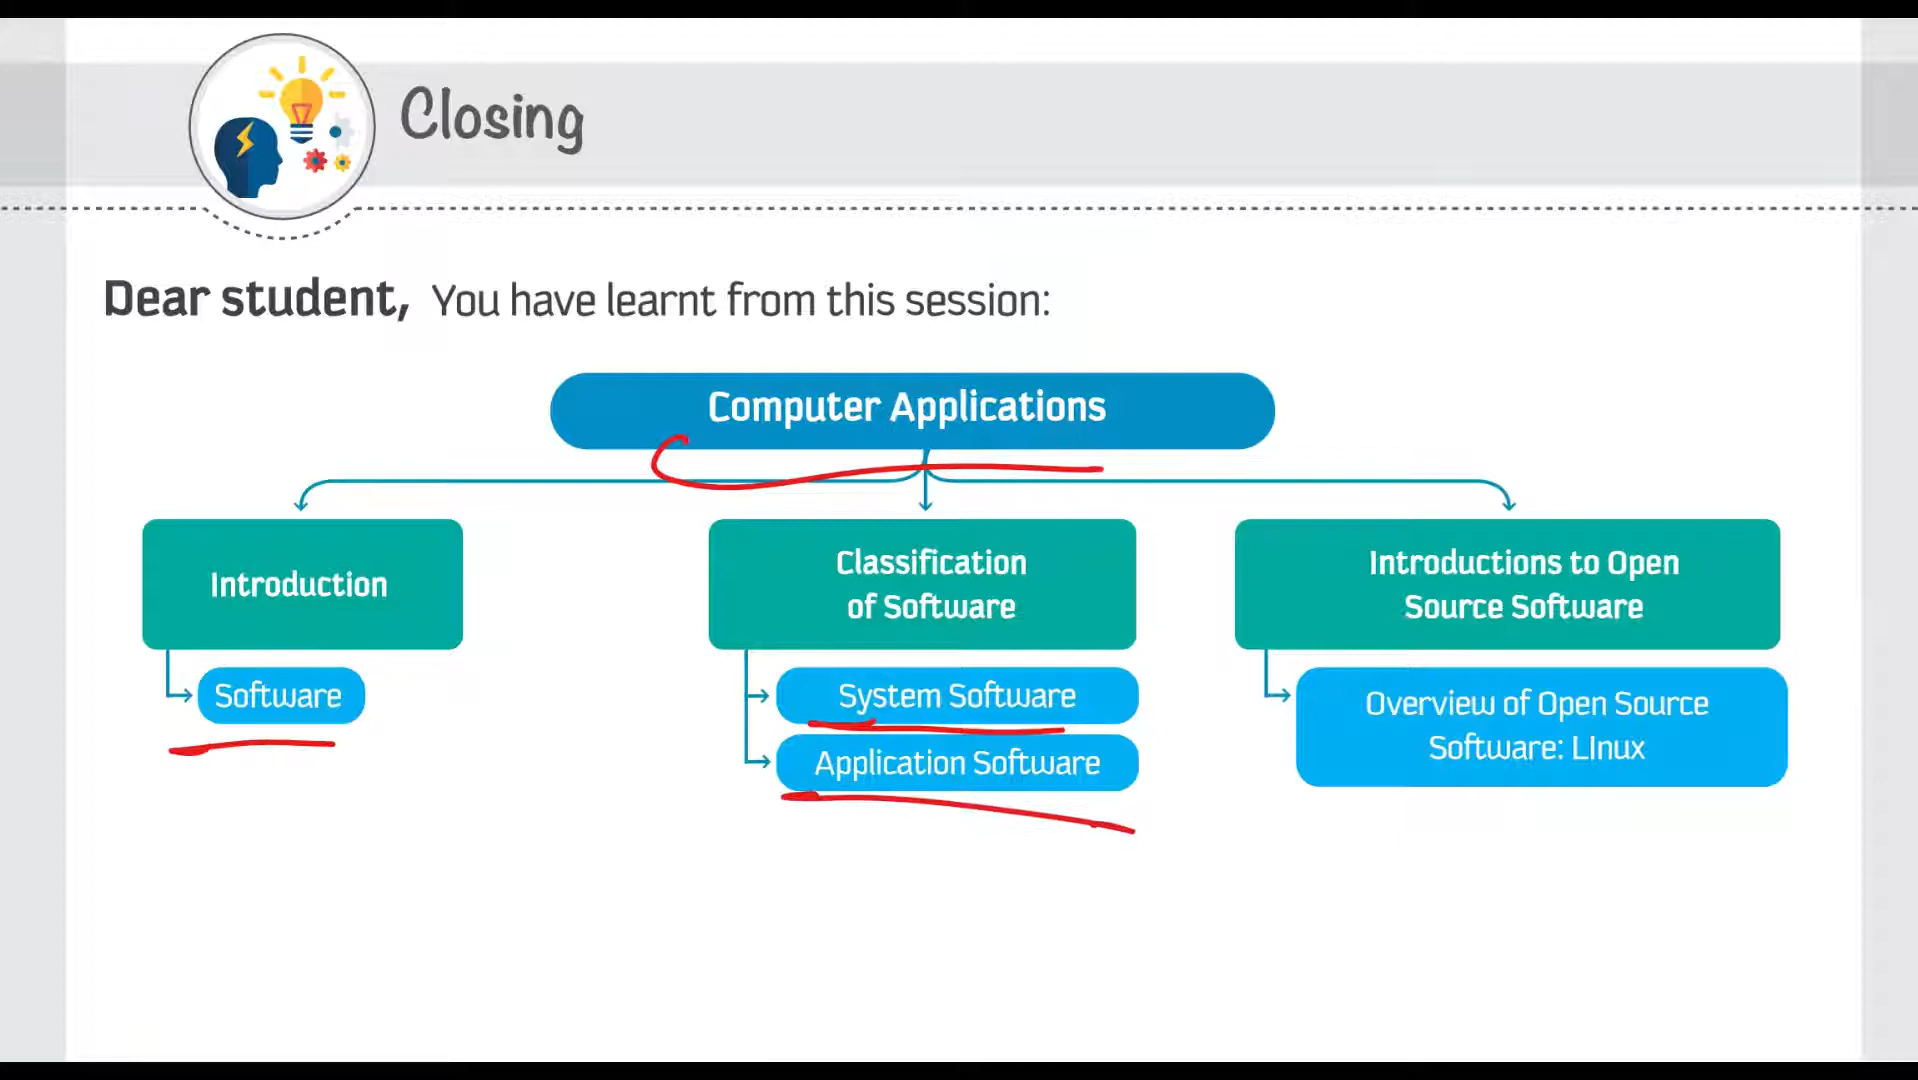 Closing
Dear student, You have learnt from this session:
Computer Applications
Introduction
Software
Classification
of Software
System Software
Application Software
Introductions to Open
Source Software
Overview of Open Source
Software: LInux